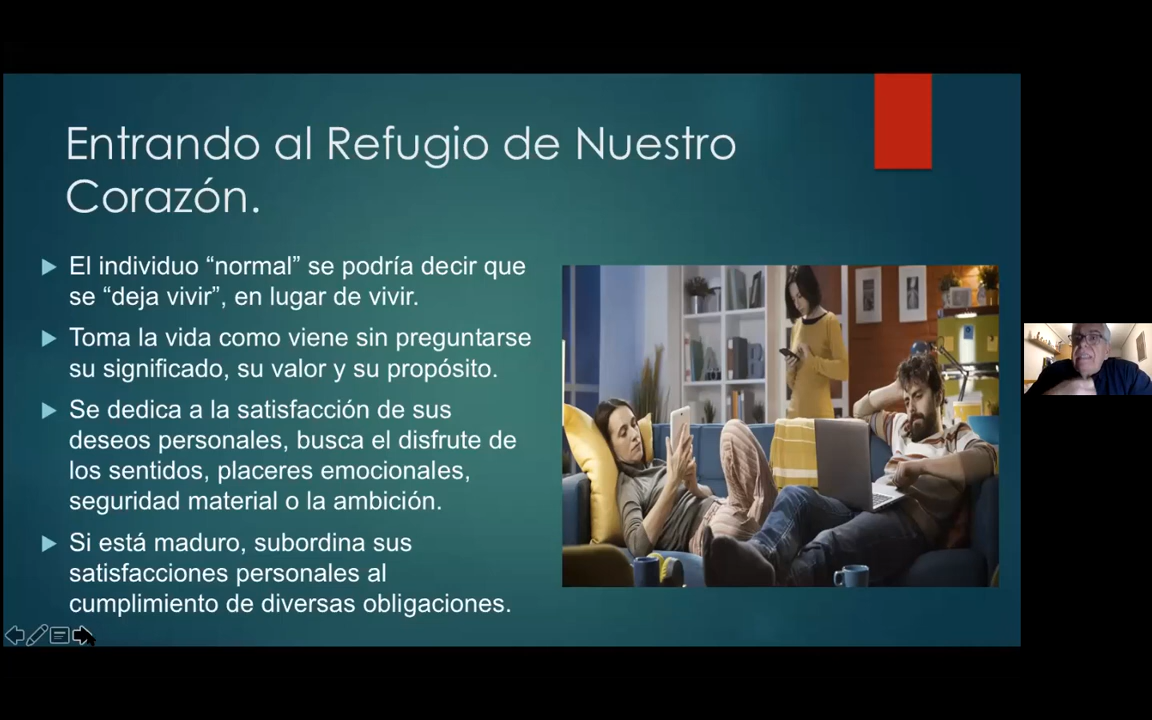 Entrando al Refugio de Nuestro
Corazón.
El individuo “normal” se podría decir que
se “deja vivir”, en lugar de vivir.
Toma la vida como viene sin preguntarse
su significado, su valor y su propósito.
Se dedica a la satisfacción de sus
deseos personales, busca el disfrute de
los sentidos, placeres emocionales,
seguridad material o la ambición.
Si está maduro, subordina sus
satisfacciones personales al
cumplimiento de diversas obligaciones.